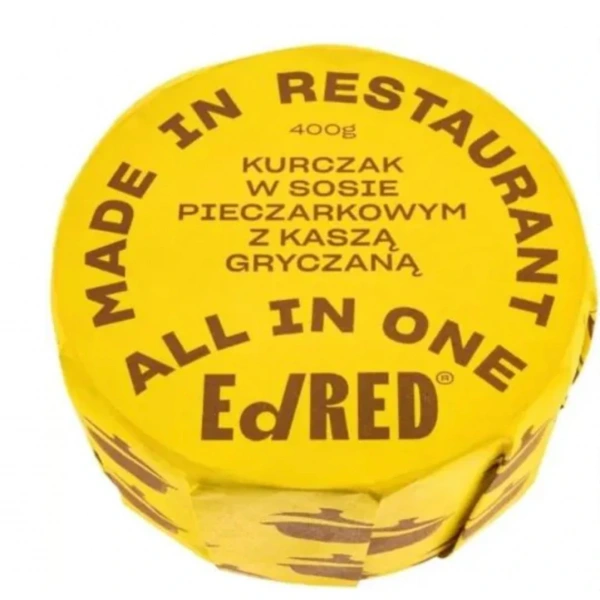 MADE IN RESTAURANT
400g
KURCZAK
W SOSIE
PIECZARKOWYM
Z KASZĄ
GRYCZANĄ
ALL IN ONE
EdRED®